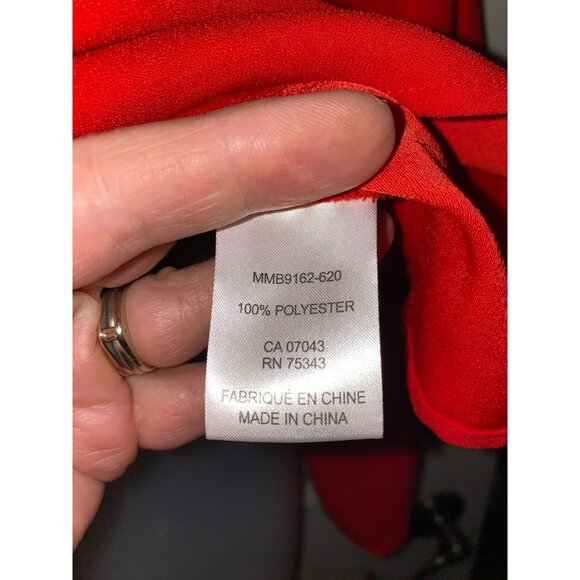 MMB9162-620
100% POLYESTER
CA 07043
RN 75343
FABRIQUÉ EN CHINE
MADE IN CHINA